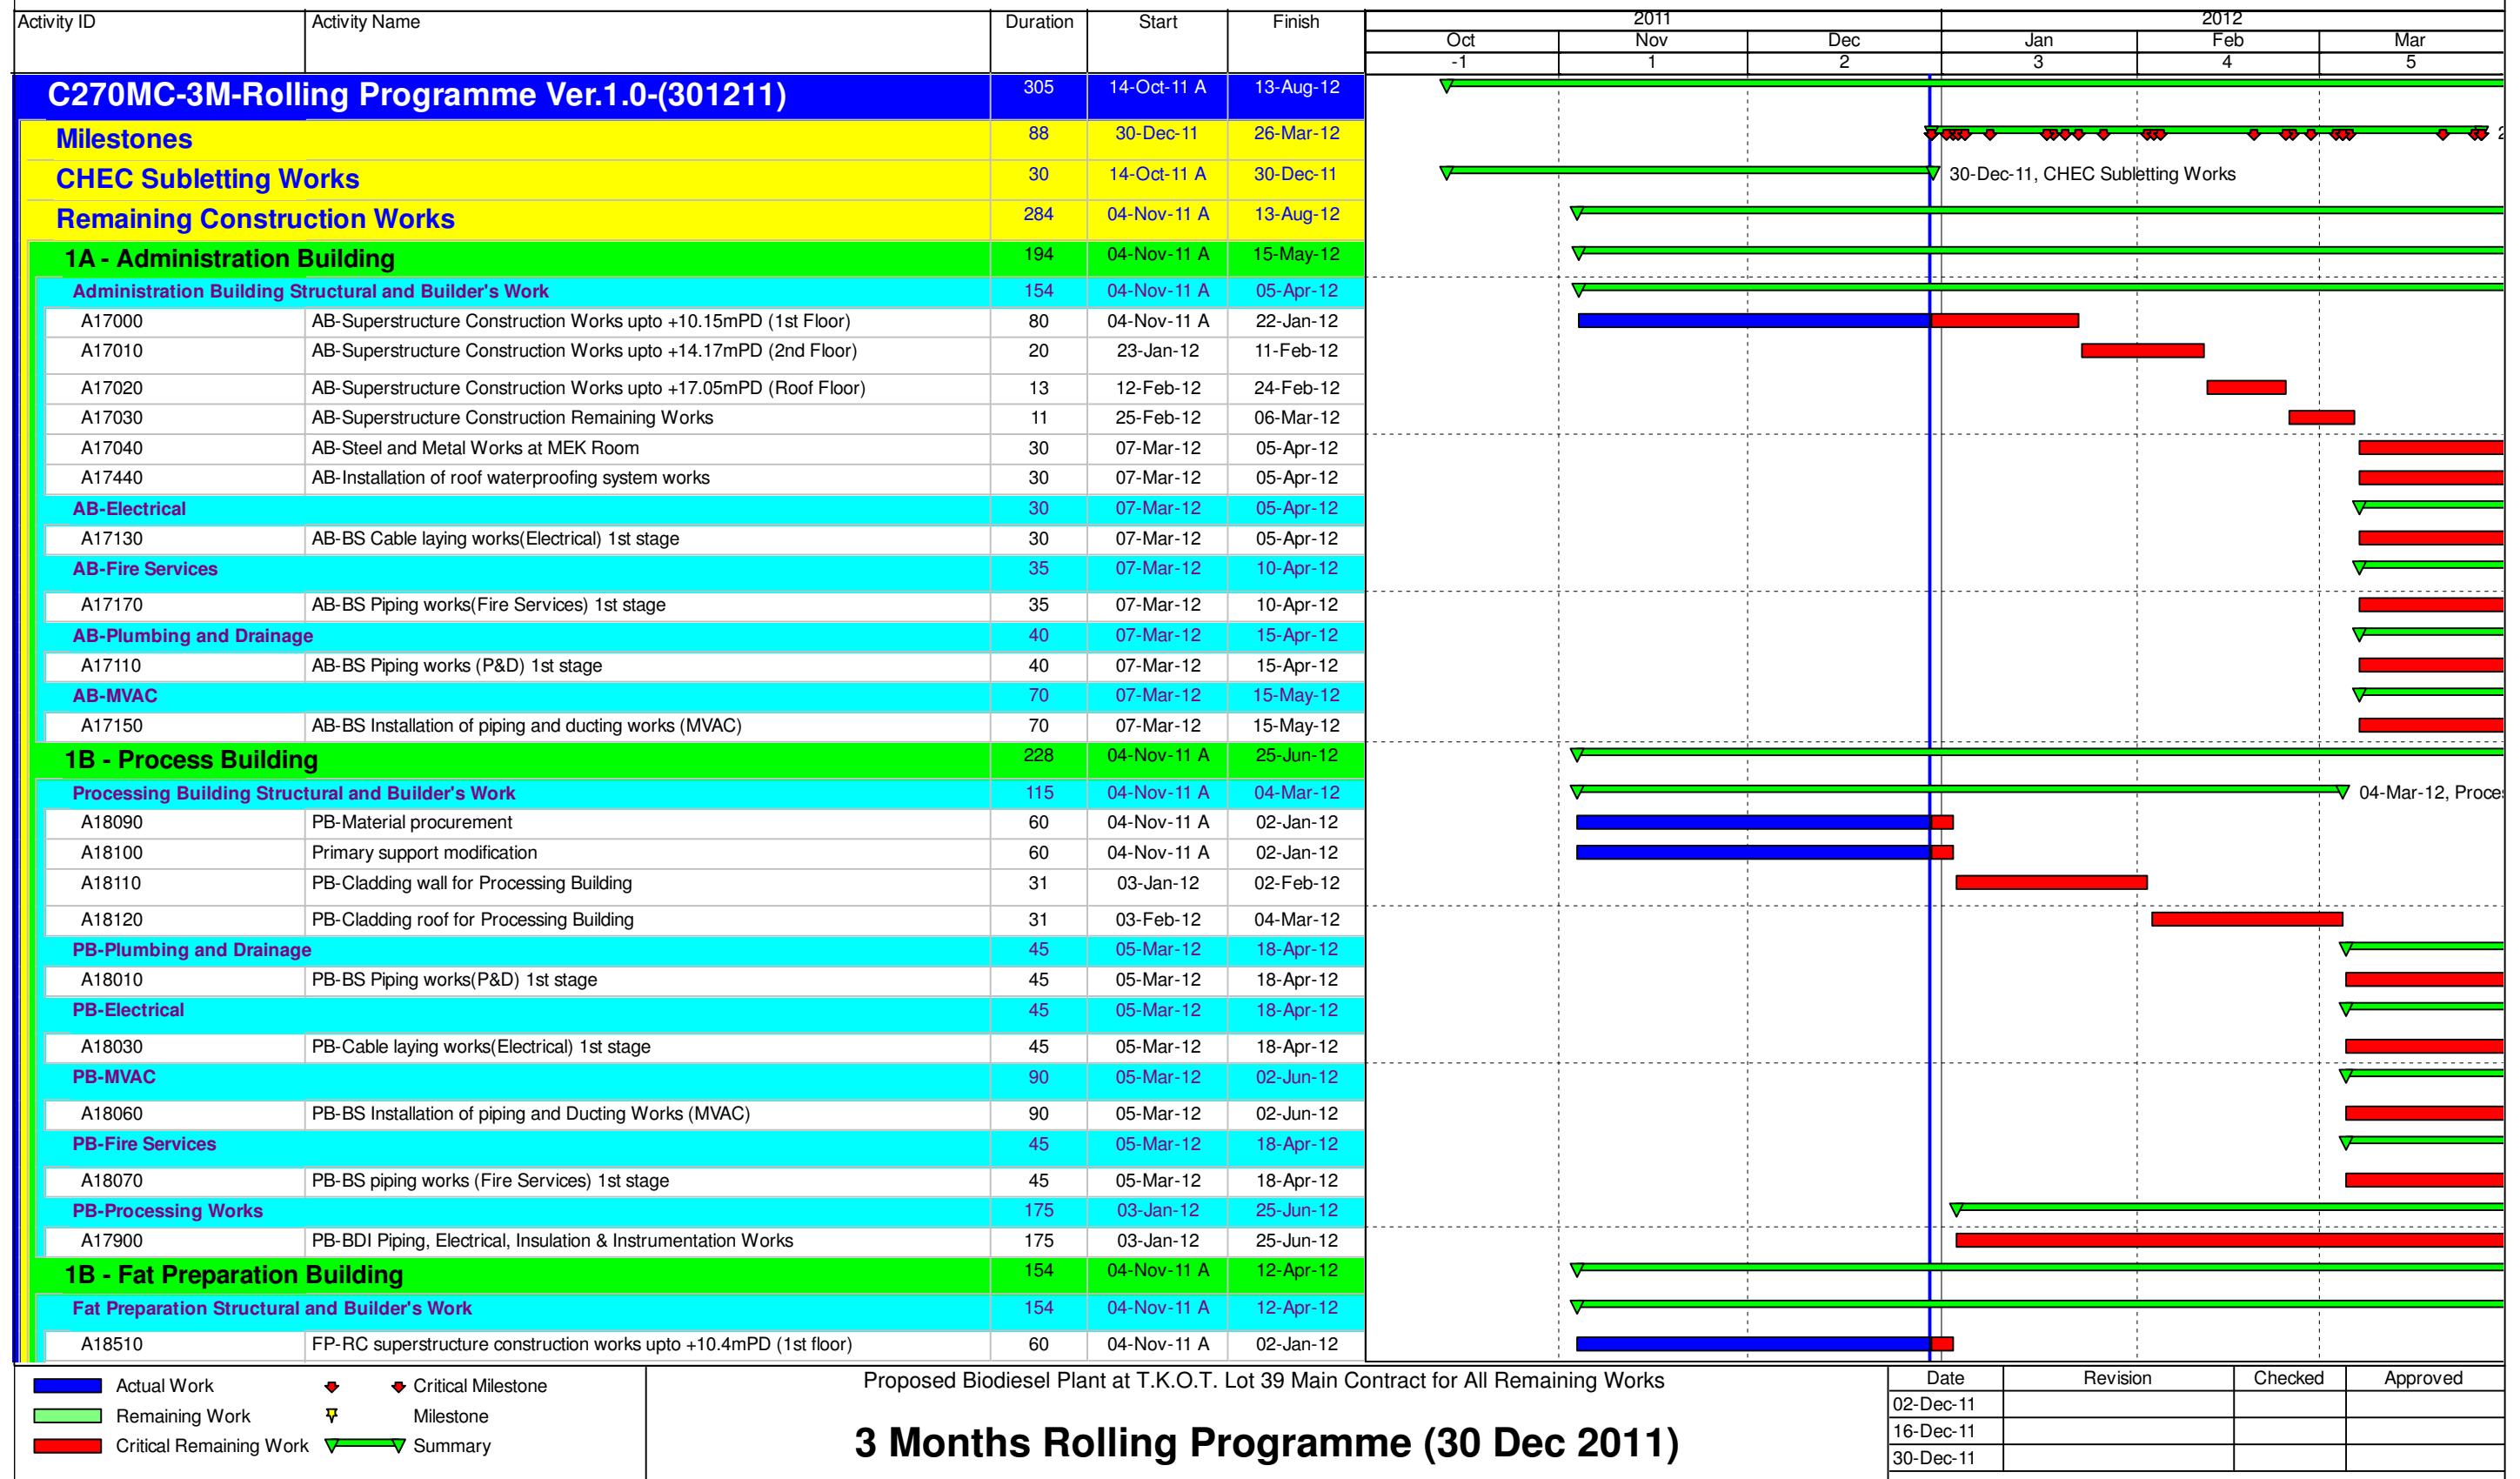 Activity ID Activity Name Duration Start Finish 2011 2012
Oct Nov Dec Jan Feb Mar
-1 1 2 3 4 5
C270MC-3M-Rolling Programme Ver.1.0-(301211) 305 14-Oct-11 A 13-Aug-12
Milestones 88 30-Dec-11 26-Mar-12
CHEC Subletting Works 30 14-Oct-11 A 30-Dec-11 30-Dec-11, CHEC Subletting Works
Remaining Construction Works 284 04-Nov-11 A 13-Aug-12
1A - Administration Building 194 04-Nov-11 A 15-May-12
Administration Building Structural and Builder's Work 154 04-Nov-11 A 05-Apr-12
A17000 AB-Superstructure Construction Works upto +10.15mPD (1st Floor) 80 04-Nov-11 A 22-Jan-12
A17010 AB-Superstructure Construction Works upto +14.17mPD (2nd Floor) 20 23-Jan-12 11-Feb-12
A17020 AB-Superstructure Construction Works upto +17.05mPD (Roof Floor) 13 12-Feb-12 24-Feb-12
A17030 AB-Superstructure Construction Remaining Works 11 25-Feb-12 06-Mar-12
A17040 AB-Steel and Metal Works at MEK Room 30 07-Mar-12 05-Apr-12
A17440 AB-Installation of roof waterproofing system works 30 07-Mar-12 05-Apr-12
AB-Electrical 30 07-Mar-12 05-Apr-12
A17130 AB-BS Cable laying works(Electrical) 1st stage 30 07-Mar-12 05-Apr-12
AB-Fire Services 35 07-Mar-12 10-Apr-12
A17170 AB-BS Piping works(Fire Services) 1st stage 35 07-Mar-12 10-Apr-12
AB-Plumbing and Drainage 40 07-Mar-12 15-Apr-12
A17110 AB-BS Piping works (P&D) 1st stage 40 07-Mar-12 15-Apr-12
AB-MVAC 70 07-Mar-12 15-May-12
A17150 AB-BS Installation of piping and ducting works (MVAC) 70 07-Mar-12 15-May-12
1B - Process Building 228 04-Nov-11 A 25-Jun-12
Processing Building Structural and Builder's Work 115 04-Nov-11 A 04-Mar-12 04-Mar-12,
A18090 PB-Material procurement 60 04-Nov-11 A 02-Jan-12
A18100 Primary support modification 60 04-Nov-11 A 02-Jan-12
A18110 PB-Cladding wall for Processing Building 31 03-Jan-12 02-Feb-12
A18120 PB-Cladding roof for Processing Building 31 03-Feb-12 04-Mar-12
PB-Plumbing and Drainage 45 05-Mar-12 18-Apr-12
A18010 PB-BS Piping works(P&D) 1st stage 45 05-Mar-12 18-Apr-12
PB-Electrical 45 05-Mar-12 18-Apr-12
A18030 PB-Cable laying works(Electrical) 1st stage 45 05-Mar-12 18-Apr-12
PB-MVAC 90 05-Mar-12 02-Jun-12
A18060 PB-BS Installation of piping and Ducting Works (MVAC) 90 05-Mar-12 02-Jun-12
PB-Fire Services 45 05-Mar-12 18-Apr-12
A18070 PB-BS piping works (Fire Services) 1st stage 45 05-Mar-12 18-Apr-12
PB-Processing Works 175 03-Jan-12 25-Jun-12
A17900 PB-BDI Piping, Electrical, Insulation & Instrumentation Works 175 03-Jan-12 25-Jun-12
1B - Fat Preparation Building 154 04-Nov-11 A 12-Apr-12
Fat Preparation Structural and Builder's Work 154 04-Nov-11 A 12-Apr-12
A18510 FP-RC superstructure construction works upto +10.4mPD (1st floor) 60 04-Nov-11 A 02-Jan-12
Actual Work Critical Milestone
Remaining Work Milestone
Critical Remaining Work Summary
Proposed Biodiesel Plant at T.K.O.T. Lot 39 Main Contract for All Remaining Works
3 Months Rolling Programme (30 Dec 2011)
Date Revision Checked Approved
02-Dec-11
16-Dec-11
30-Dec-11